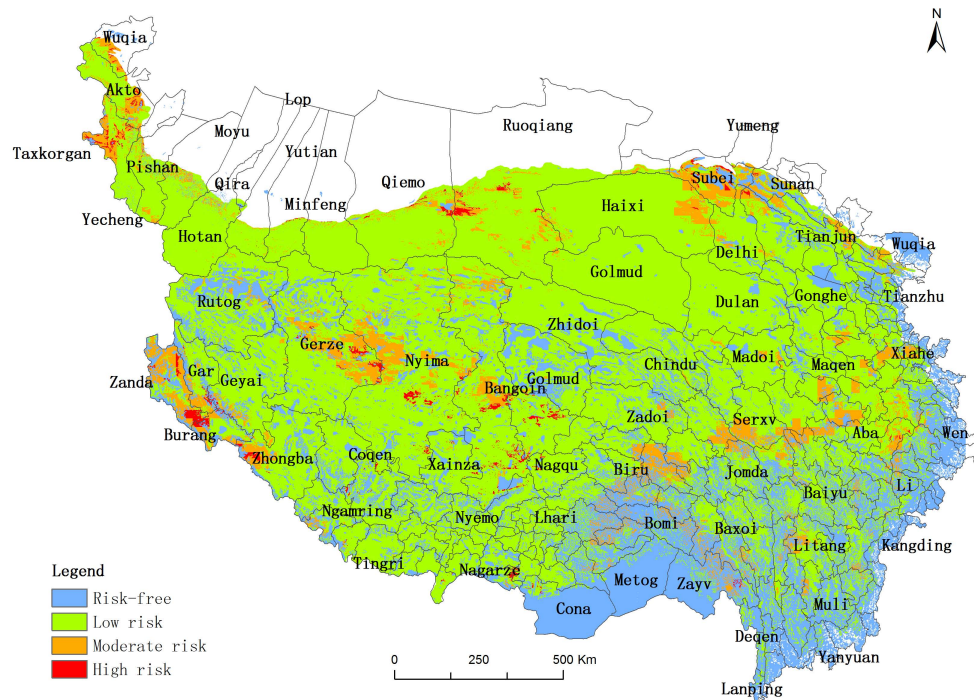 N
Wuqia
Akto
Lop
Moyu
Ruoqiang
Yumeng
Taxkorgan
Yutian
Pishan
Qira
Qiemo
Subei
Sunan
Yecheng
Minfeng
Haixi
Hotan
Tianjun
Delhi
Wuqia
Golmud
Rutog
Dulan
Gonghe
Tianzhu
Zhidoi
Gerze
Nyima
Chindu
Madoi
Maqen
Xiahe
Zanda
Gar
Geyai
Bangoin
Golmud
Zadoi
Serxv
Burang
Aba
Wen
Zhongba
Coqen
Xainza
Nagqu
Biru
Jomda
Li
Baiyu
Ngamring
Nyemo
Lhari
Bomi
Baxoi
Litang
Kangding
Tingri
Nagarze
Metog
Zayv
Cona
Muli
Deqen
Yanyuan
Lanping
Legend
Risk-free
Low risk
Moderate risk
High risk
0 250 500 Km